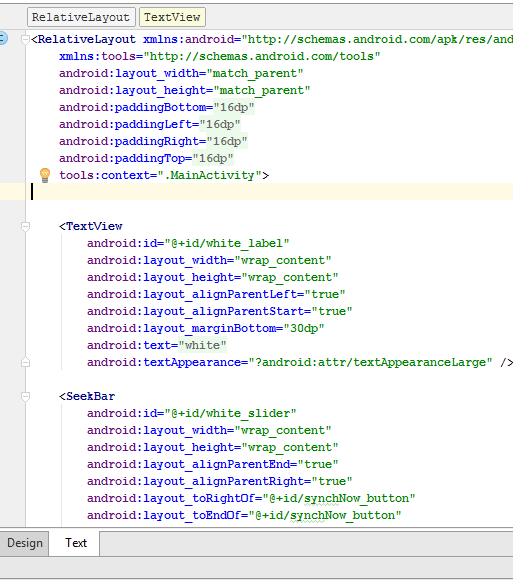 RelativeLayout TextView
<RelativeLayout xmlns:android="http://schemas.android.com/apk/res/and
xmlns:tools="http://schemas.android.com/tools"
android:layout_width="match_parent"
android:layout_height="match_parent"
android:paddingBottom="16dp"
android:paddingLeft="16dp"
android:paddingRight="16dp"
android:paddingTop="16dp"
tools:context=".MainActivity">
<TextView
android:id="@+id/white_label"
android:layout_width="wrap_content"
android:layout_height="wrap_content"
android:layout_alignParentLeft="true"
android:layout_alignParentStart="true"
android:layout_marginBottom="30dp"
android:text="white"
android:textAppearance="?android:attr/textAppearanceLarge" />
<SeekBar
android:id="@+id/white_slider"
android:layout_width="wrap_content"
android:layout_height="wrap_content"
android:layout_alignParentEnd="true"
android:layout_alignParentRight="true"
android:layout_toRightOf="@+id/synchNow_button"
android:layout_toEndOf="@+id/synchNow_button"
Design Text